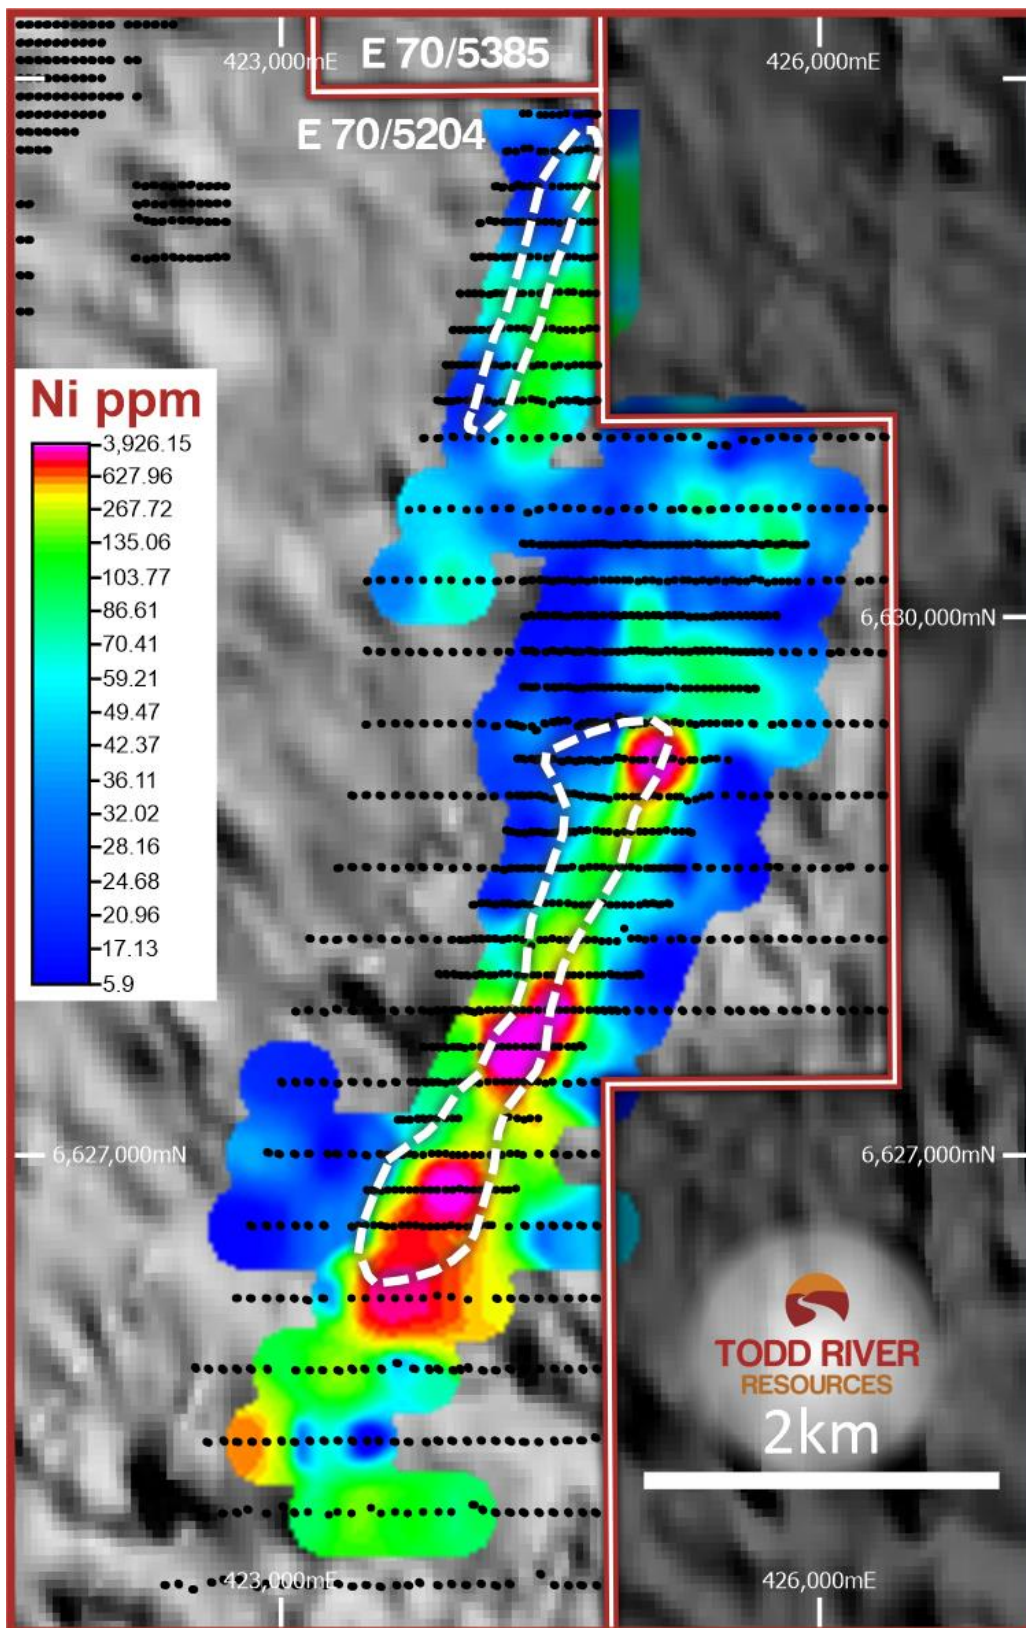 E 70/5385
423,000mE
426,000mE
E 70/5204
Ni ppm
3,926.15
627.96
267.72
135.06
103.77
86.61
70.41
59.21
49.47
42.37
36.11
32.02
28.16
24.68
20.96
17.13
5.9
6,630,000mN
6,627,000mN
6,627,000mN
TODD RIVER
RESOURCES
2km
423,000mE
426,000mE